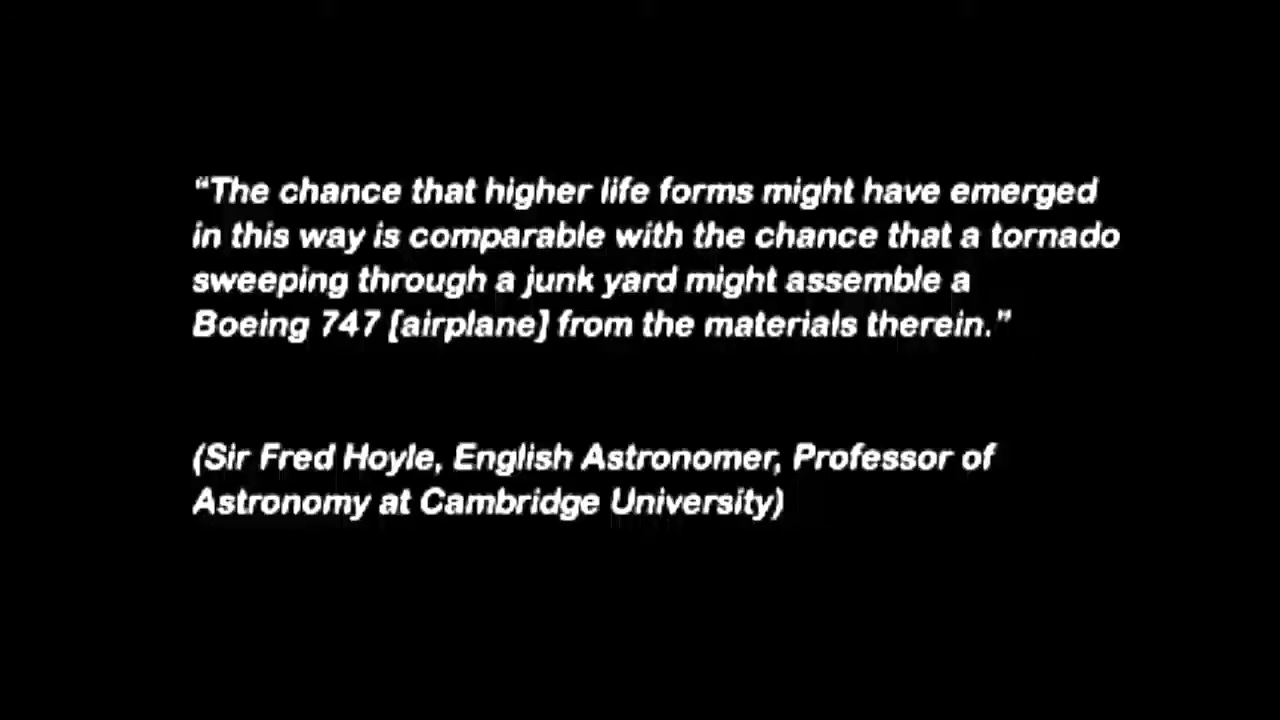 “The chance that higher life forms might have emerged
in this way is comparable with the chance that a tornado
sweeping through a junk yard might assemble a
Boeing 747 [airplane] from the materials therein.”
(Sir Fred Hoyle, English Astronomer, Professor of
Astronomy at Cambridge University)